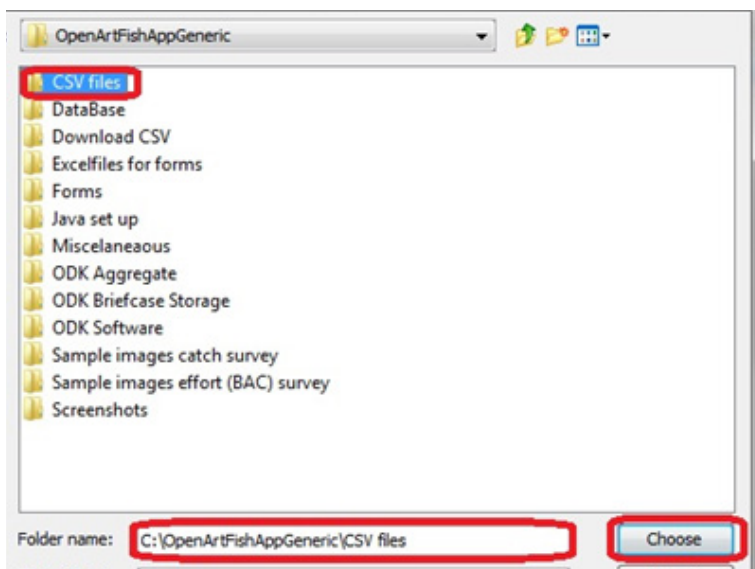 OpenArtFishAppGeneric
CSV files
DataBase
Download CSV
Excelfiles for forms
Forms
Java set up
Miscelaneaous
ODK Aggregate
ODK Briefcase Storage
ODK Software
Sample images catch survey
Sample images effort (BAC) survey
Screenshots
Folder name: C:\OpenArtFishAppGeneric\CSV files Choose